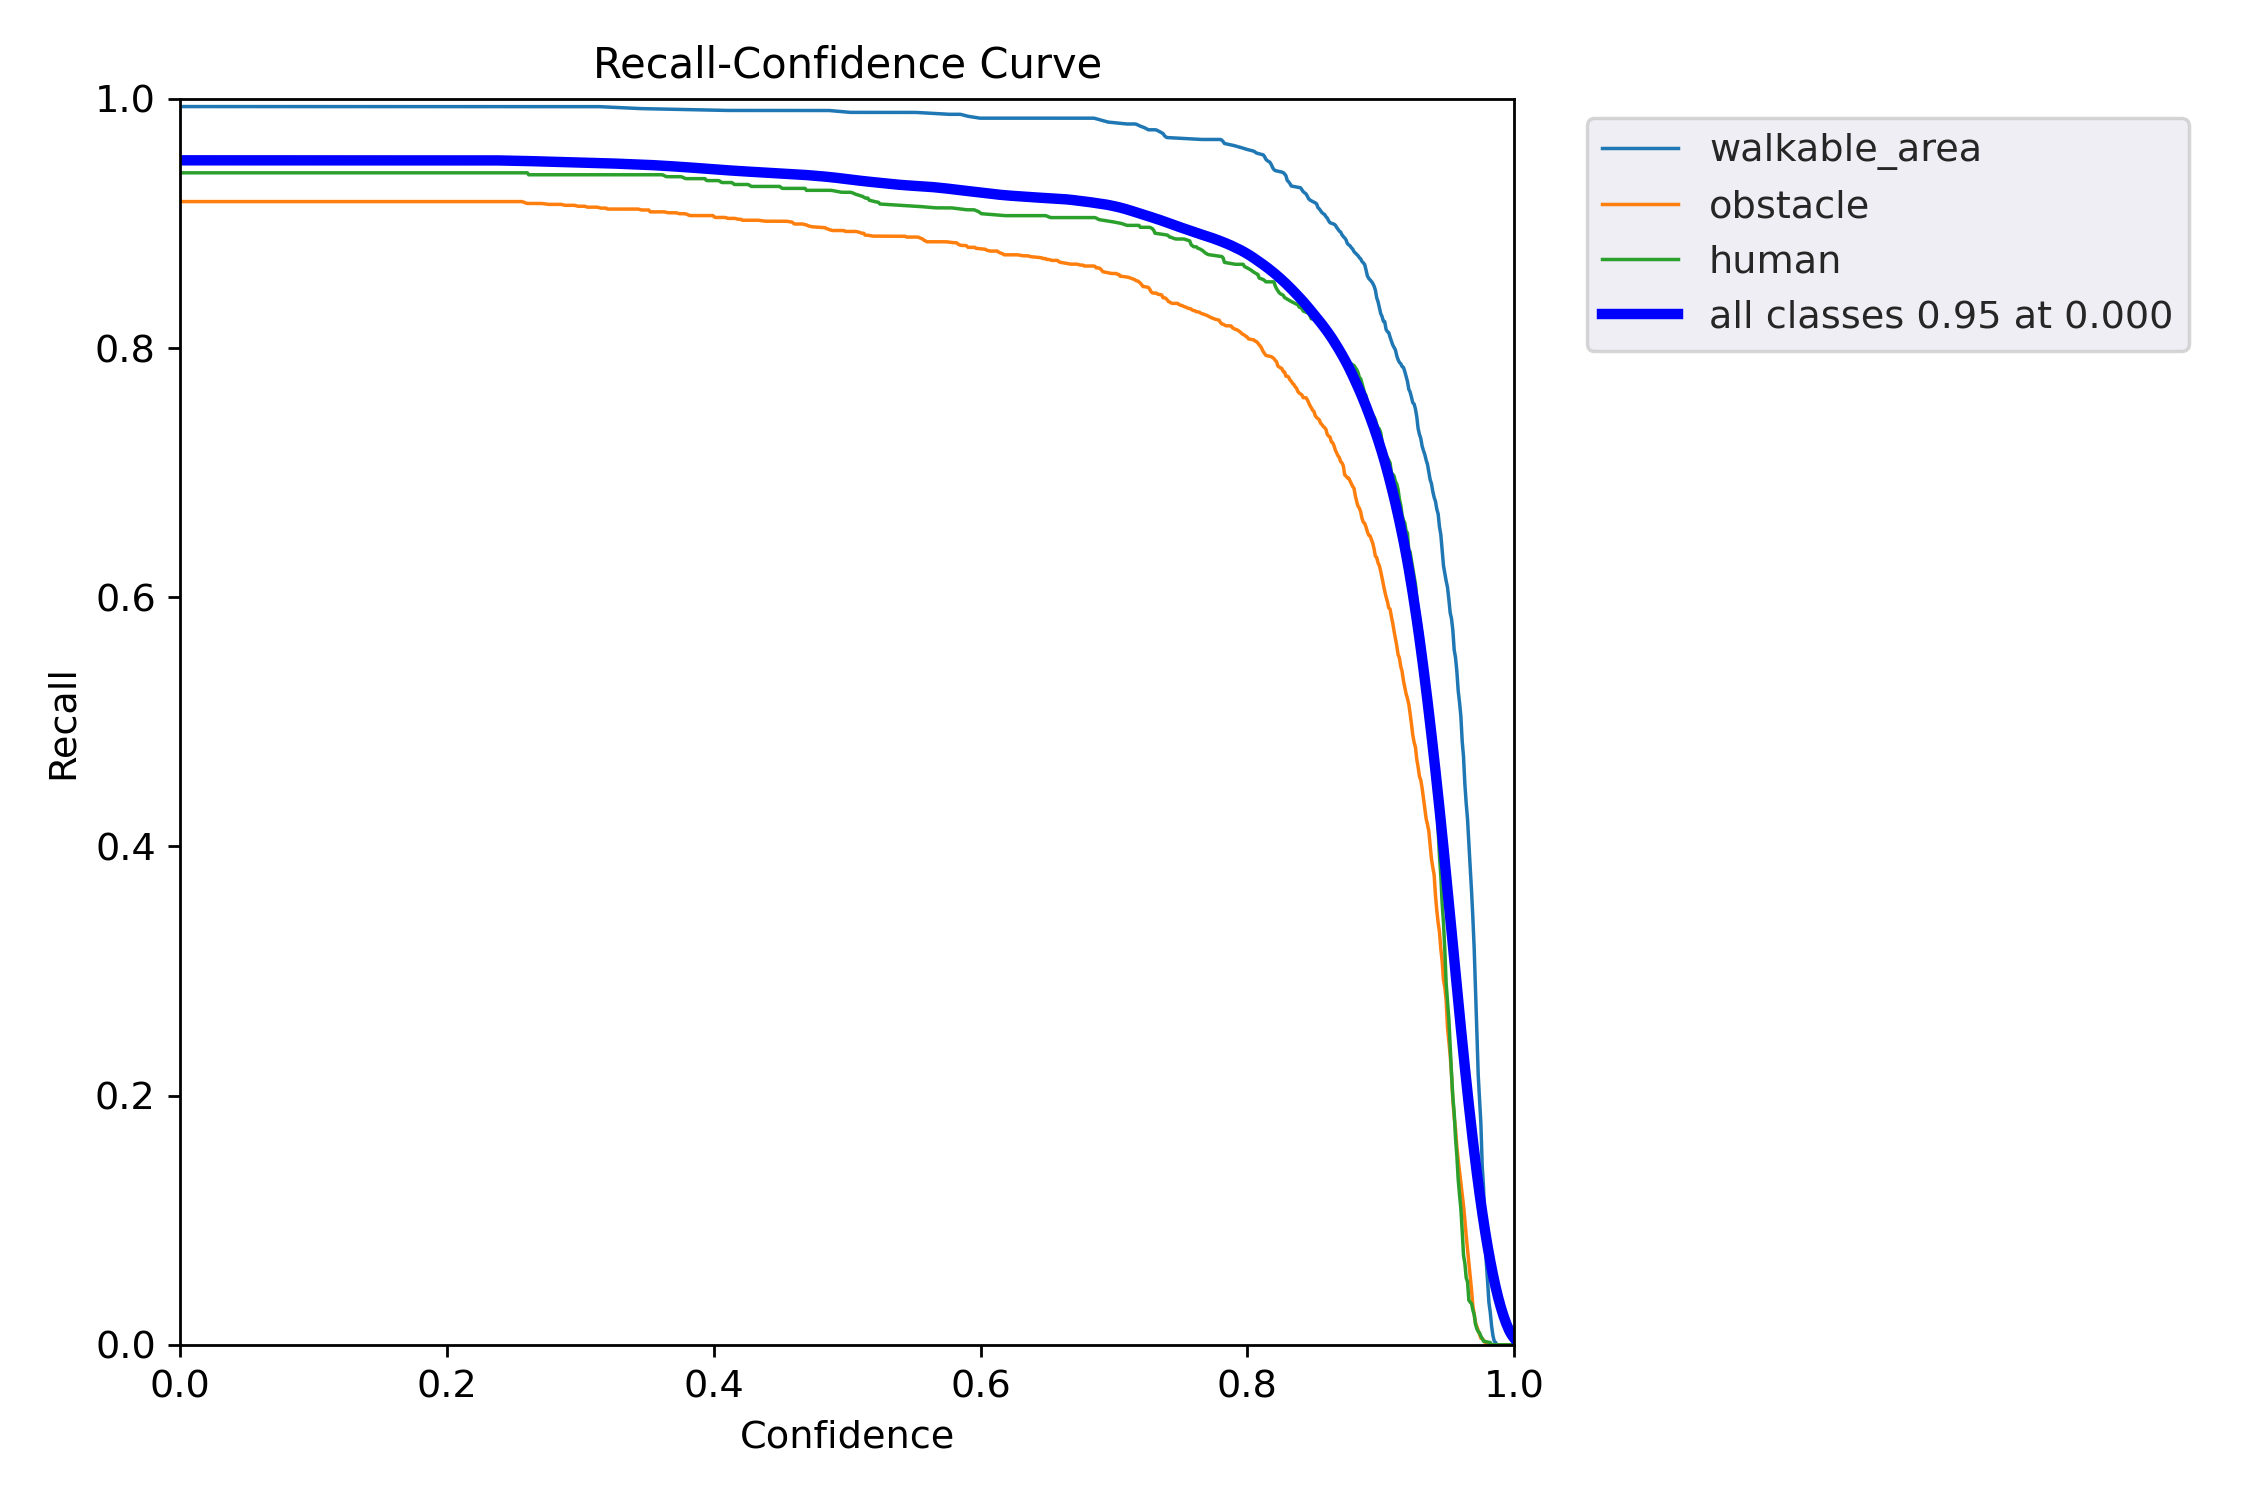 Recall-Confidence Curve
1.0
0.8
0.6
0.4
0.2
0.0
Recall
0.0 0.2 0.4 0.6 0.8 1.0
Confidence
walkable_area
obstacle
human
all classes 0.95 at 0.000